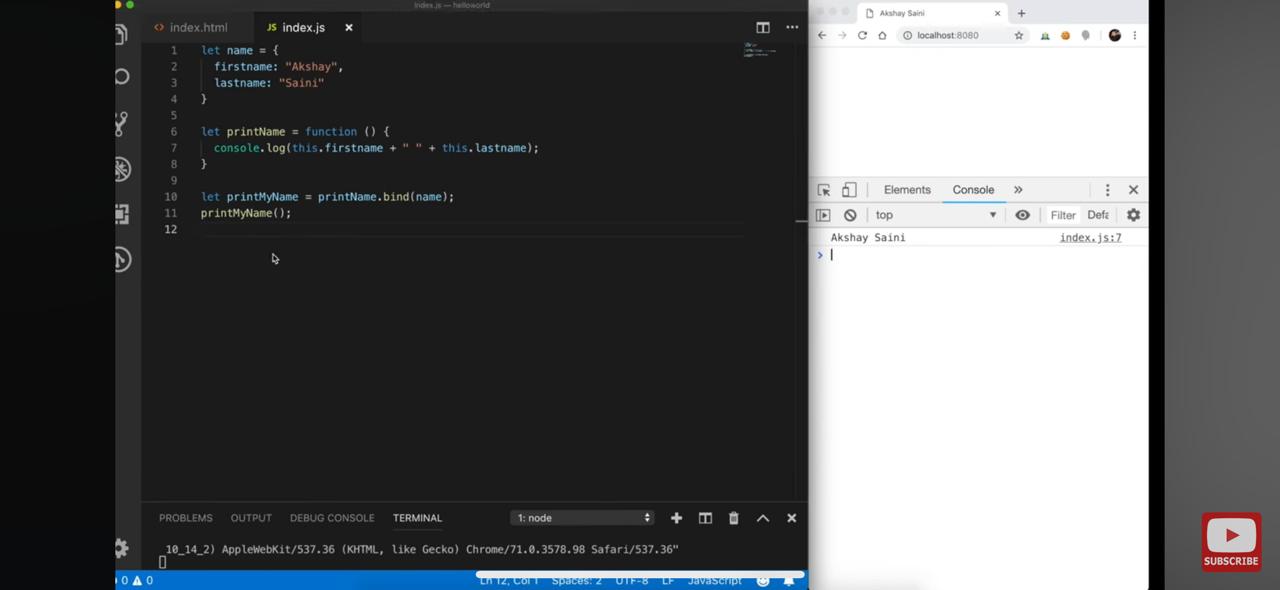 index.js — helloworld
index.html
JS index.js
1 let name = {
2 firstname: "Akshay",
3 lastname: "Saini"
4 }
5
6 let printName = function () {
7 console.log(this.firstname + " " + this.lastname);
8 }
9
10 let printMyName = printName.bind(name);
11 printMyName();
12
PROBLEMS OUTPUT DEBUG CONSOLE TERMINAL 1: node
10_14_2) AppleWebKit/537.36 (KHTML, like Gecko) Chrome/71.0.3578.98 Safari/537.36"
0 0 Ln 12, Col 1 Spaces: 2 UTF-8 LF JavaScript
Akshay Saini
localhost:8080
Elements Console
top Filter Defa
Akshay Saini index.js:7
SUBSCRIBE